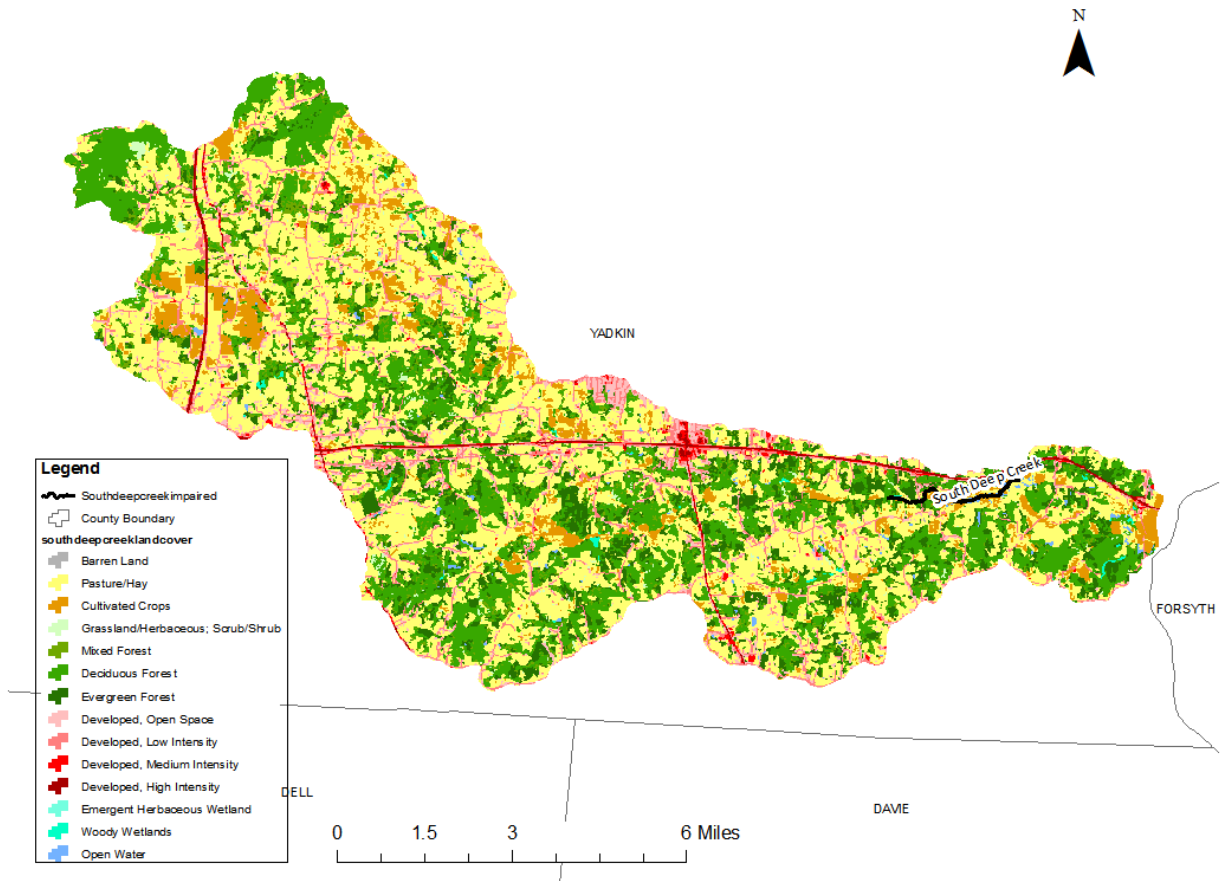 N
YADKIN
South Deep Creek
Legend
Southdeepcreekimpaired
County Boundary
southdeepcreeklandcover
Barren Land
Pasture/Hay
Cultivated Crops
Grassland/Herbaceous; Scrub/Shrub
Mixed Forest
Deciduous Forest
Evergreen Forest
Developed, Open Space
Developed, Low Intensity
Developed, Medium Intensity
Developed, High Intensity
Emergent Herbaceous Wetland
Woody Wetlands
Open Water
FORSYTH
DELL
DAVIE
0 1.5 3 6 Miles